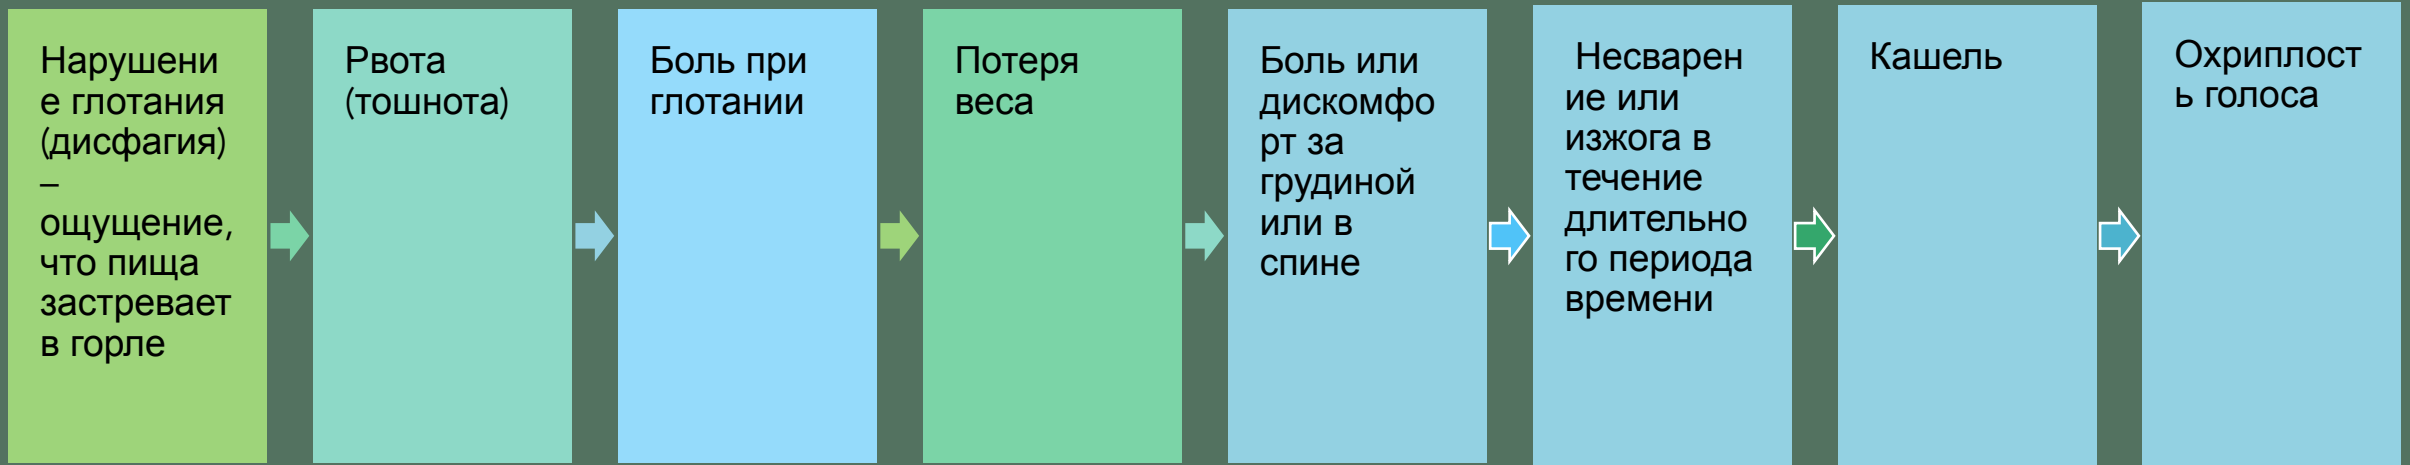 Нарушени
е глотания
(дисфагия)
–
ощущение,
что пища
застревает
в горле
Рвота
(тошнота)
Боль при
глотании
Потеря
веса
Боль или
дискомфо
рт за
грудиной
или в
спине
Несварен
ие или
изжога в
течение
длительно
го периода
времени
Кашель
Охриплост
ь голоса